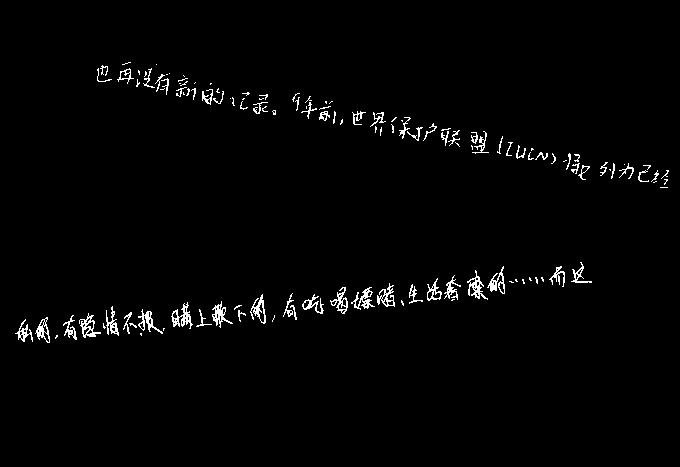 也再没有新的记录。9年前,世界保护联盟(IUCN)将它列为已经
私的,有隐情不报、瞒上欺下的,有吃喝嫖赌、生活奢靡的……而这